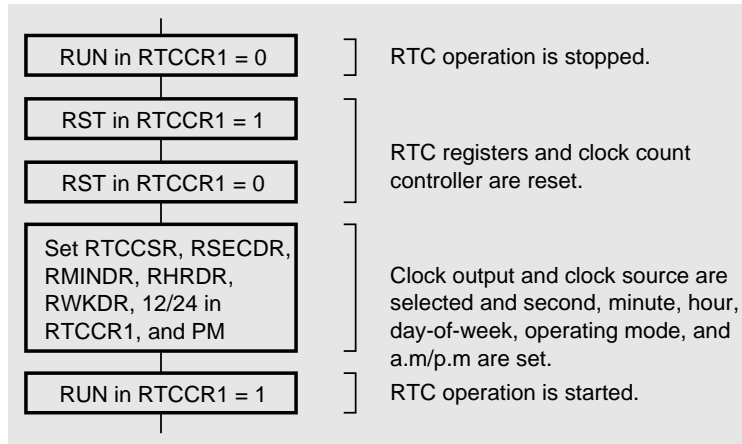 RUN in RTCCR1 = 0
RTC operation is stopped.
RST in RTCCR1 = 1
RST in RTCCR1 = 0
RTC registers and clock count
controller are reset.
Set RTCCSR, RSECDR,
RMINDR, RHRDR,
RWKDR, 12/24 in
RTCCR1, and PM
Clock output and clock source are
selected and second, minute, hour,
day-of-week, operating mode, and
a.m/p.m are set.
RUN in RTCCR1 = 1
RTC operation is started.